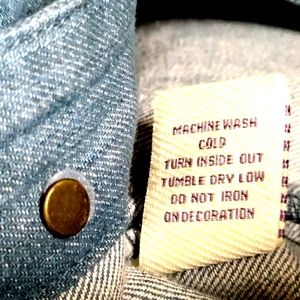 MACHINE WASH
COLD
TURN INSIDE OUT
TUMBLE DRY LOW
DO NOT IRON
ON DECORATION